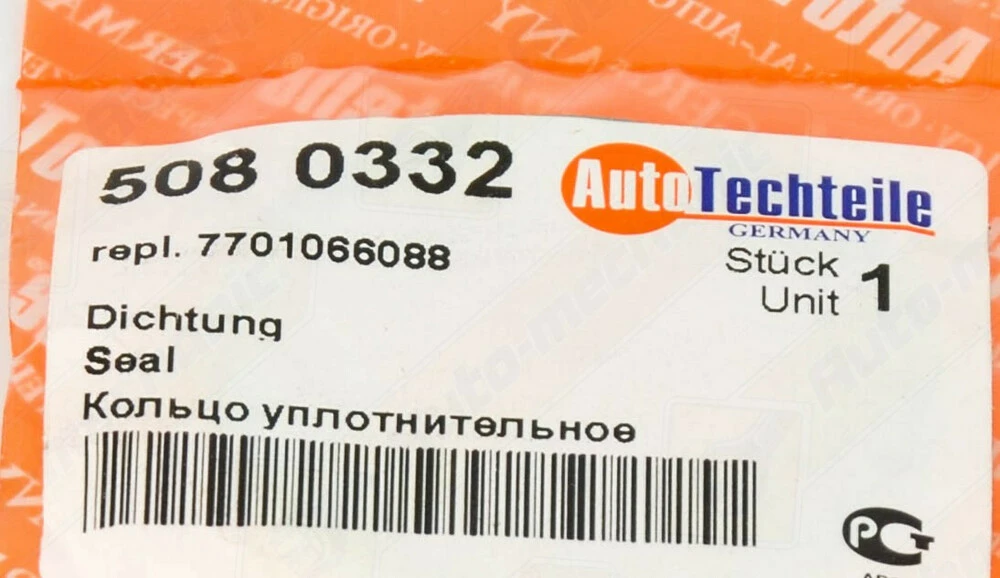 508 0332
AutoTechteile
GERMANY
repl. 7701066088
Stück 1
Unit
Dichtung
Seal
Кольцо уплотнительное